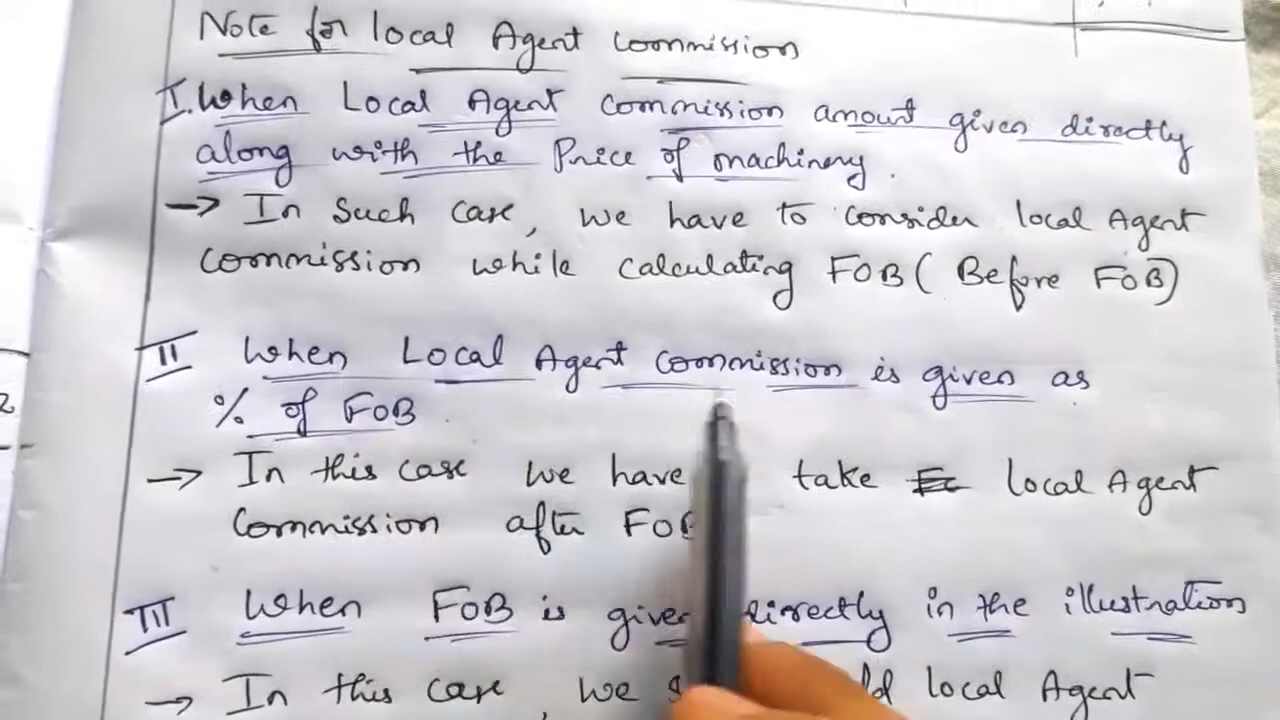 Note for local Agent commission
I. When Local Agent commission amount given directly
along with the Price of machinery.
→ In Such case, we have to consider local Agent
commission while calculating FOB ( Before FOB)
II When Local Agent commission is given as
% of FOB.
→ In this case we have take local Agent
Commission after FOB
III When FOB is given directly in the illustration
→ In this case, we local Agent
2